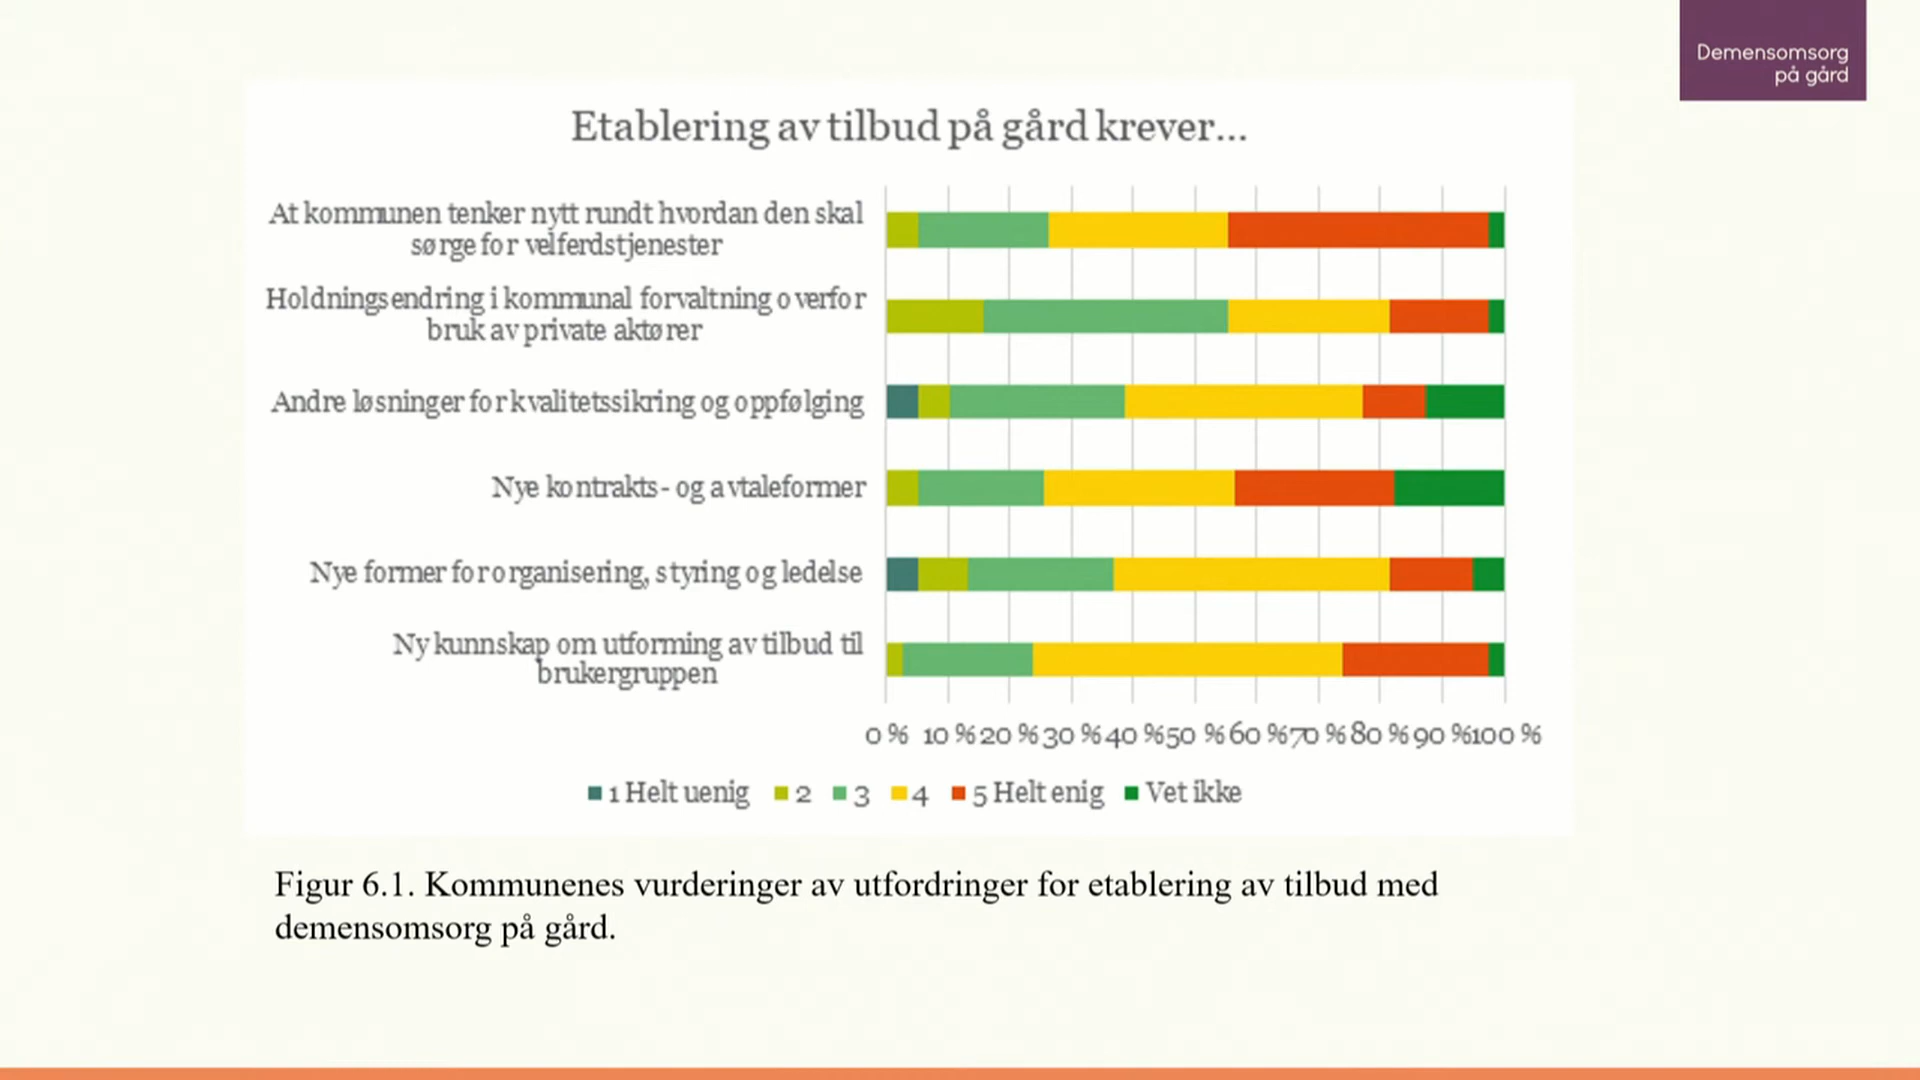 Demensomsorg
på gård
Etablering av tilbud på gård krever...
At kommunen tenker nytt rundt hvordan den skal
sørge for velferdstjenester
Holdningsendring i kommunal forvaltning overfor
bruk av private aktører
Andre løsninger for kvalitetssikring og oppfølging
Nye kontrakts- og avtaleformer
Nye former for organisering, styring og ledelse
Ny kunnskap om utforming av tilbud til
brukergruppen
0 % 10 % 20 % 30 % 40 % 50 % 60 % 70 % 80 % 90 % 100 %
1 Helt uenig 2 3 4 5 Helt enig Vet ikke
Figur 6.1. Kommunenes vurderinger av utfordringer for etablering av tilbud med
demensomsorg på gård.